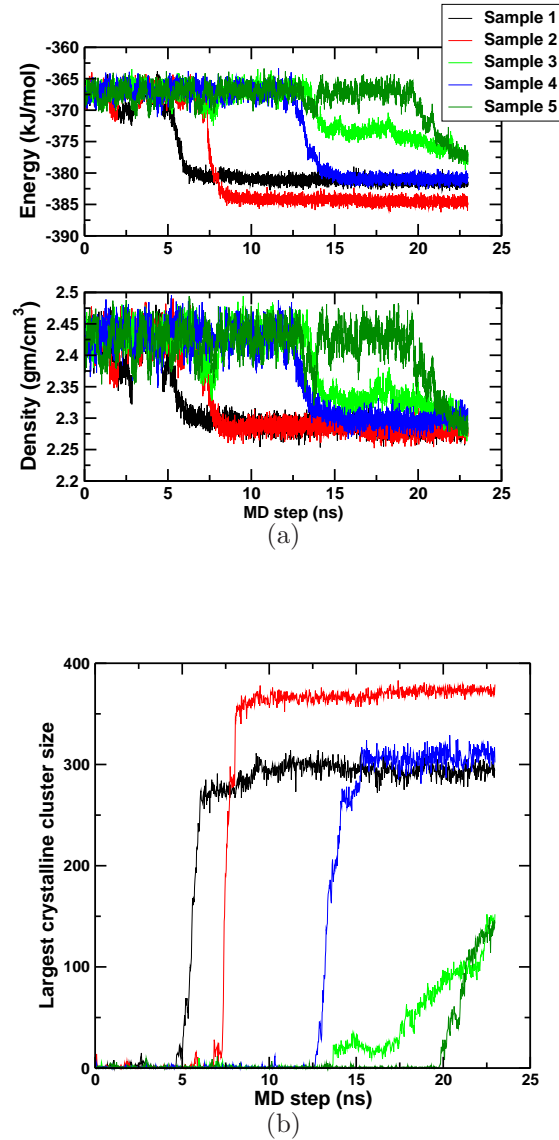 Sample 1
Sample 2
Sample 3
Sample 4
Sample 5
-360
-365
-370
-375
-380
-385
-390
Energy (kJ/mol)
0 5 10 15 20 25
2.5
2.45
2.4
2.35
2.3
2.25
2.2
Density (gm/cm³)
0 5 10 15 20 25
MD step (ns)
(a)
400
300
200
100
0
Largest crystalline cluster size
0 5 10 15 20 25
MD step (ns)
(b)